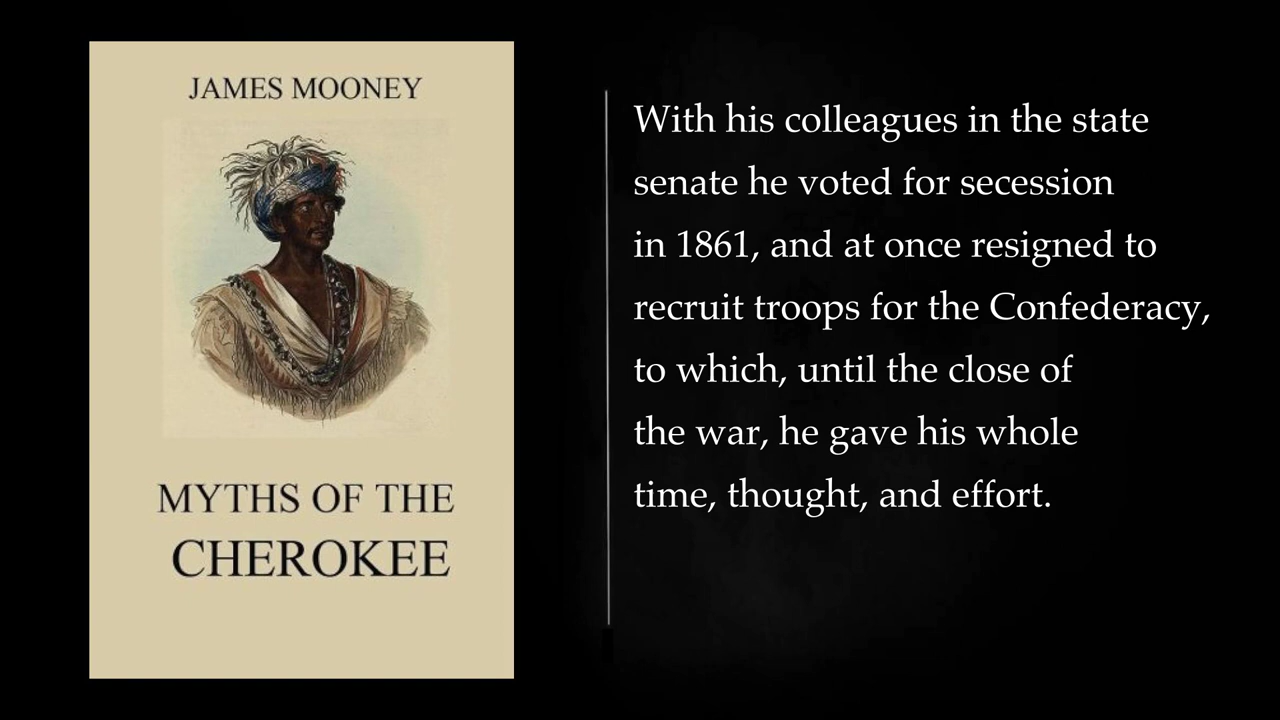 JAMES MOONEY
MYTHS OF THE
CHEROKEE
With his colleagues in the state
senate he voted for secession
in 1861, and at once resigned to
recruit troops for the Confederacy,
to which, until the close of
the war, he gave his whole
time, thought, and effort.